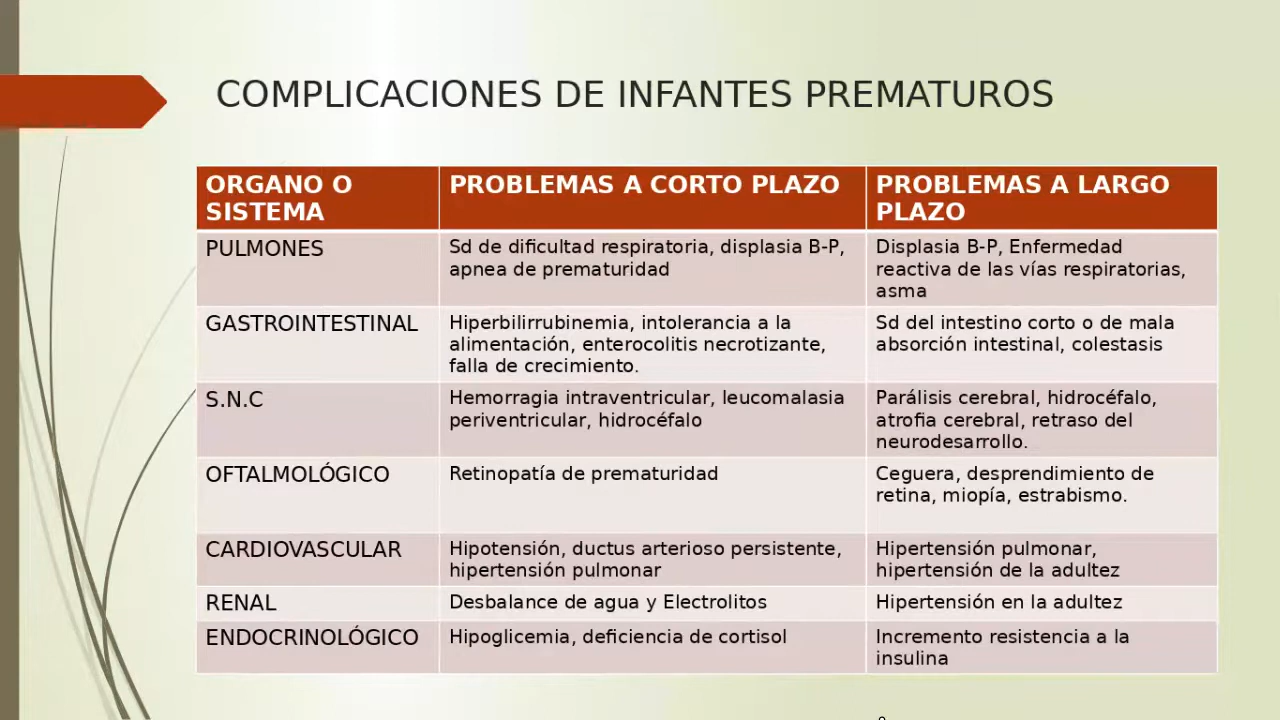 COMPLICACIONES DE INFANTES PREMATUROS
ORGANO O
SISTEMA
PROBLEMAS A CORTO PLAZO
PROBLEMAS A LARGO
PLAZO
PULMONES
Sd de dificultad respiratoria, displasia B-P,
apnea de prematuridad
Displasia B-P, Enfermedad
reactiva de las vías respiratorias,
asma
GASTROINTESTINAL
Hiperbilirrubinemia, intolerancia a la
alimentación, enterocolitis necrotizante,
falla de crecimiento.
Sd del intestino corto o de mala
absorción intestinal, colestasis
S.N.C
Hemorragia intraventricular, leucomalasia
periventricular, hidrocéfalo
Parálisis cerebral, hidrocéfalo,
atrofia cerebral, retraso del
neurodesarrollo.
OFTALMOLÓGICO
Retinopatía de prematuridad
Ceguera, desprendimiento de
retina, miopía, estrabismo.
CARDIOVASCULAR
Hipotensión, ductus arterioso persistente,
hipertensión pulmonar
Hipertensión pulmonar,
hipertensión de la adultez
RENAL
Desbalance de agua y Electrolitos
Hipertensión en la adultez
ENDOCRINOLÓGICO
Hipoglicemia, deficiencia de cortisol
Incremento resistencia a la
insulina